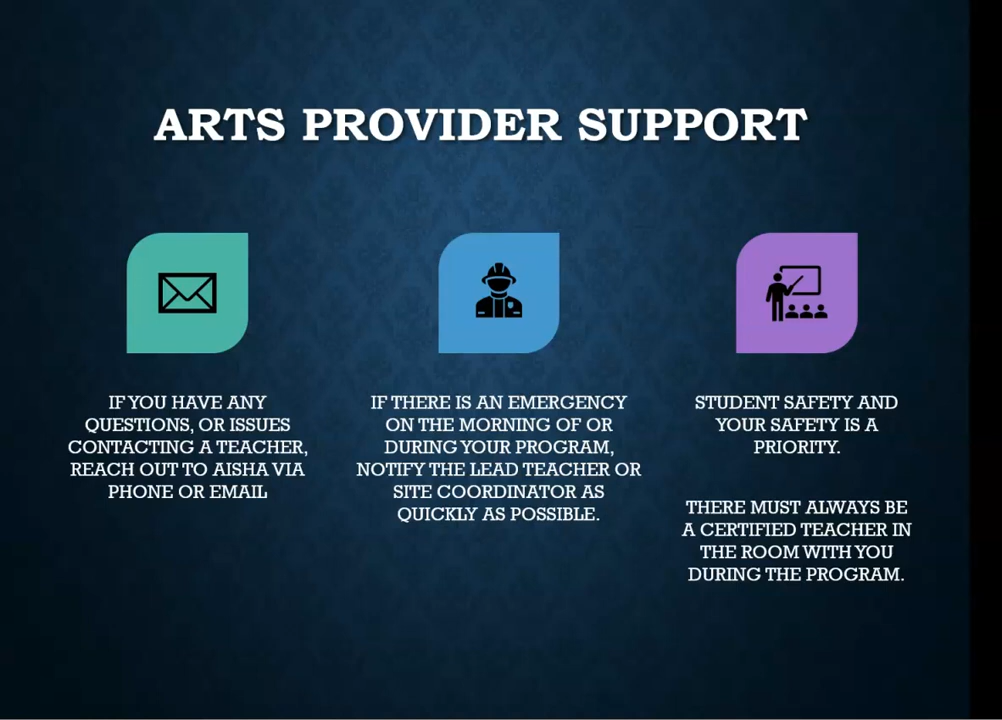 ARTS PROVIDER SUPPORT
IF YOU HAVE ANY
QUESTIONS, OR ISSUES
CONTACTING A TEACHER,
REACH OUT TO AISHA VIA
PHONE OR EMAIL
IF THERE IS AN EMERGENCY
ON THE MORNING OF OR
DURING YOUR PROGRAM,
NOTIFY THE LEAD TEACHER OR
SITE COORDINATOR AS
QUICKLY AS POSSIBLE.
STUDENT SAFETY AND
YOUR SAFETY IS A
PRIORITY.
THERE MUST ALWAYS BE
A CERTIFIED TEACHER IN
THE ROOM WITH YOU
DURING THE PROGRAM.